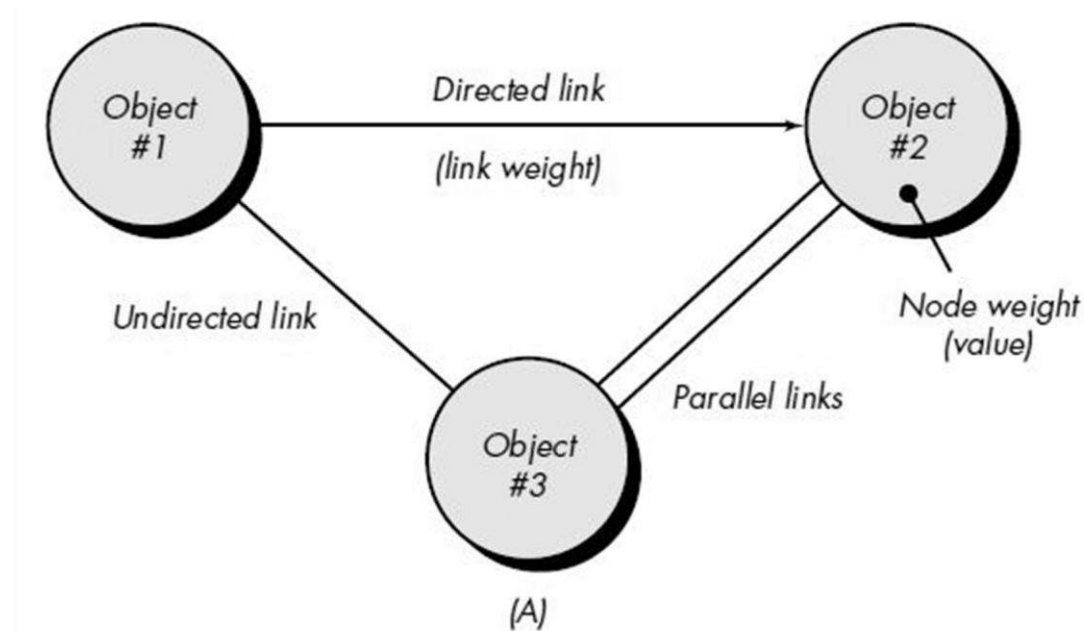 Object
#1
Directed link
(link weight)
Object
#2
Undirected link
Node weight
(value)
Parallel links
Object
#3
(A)